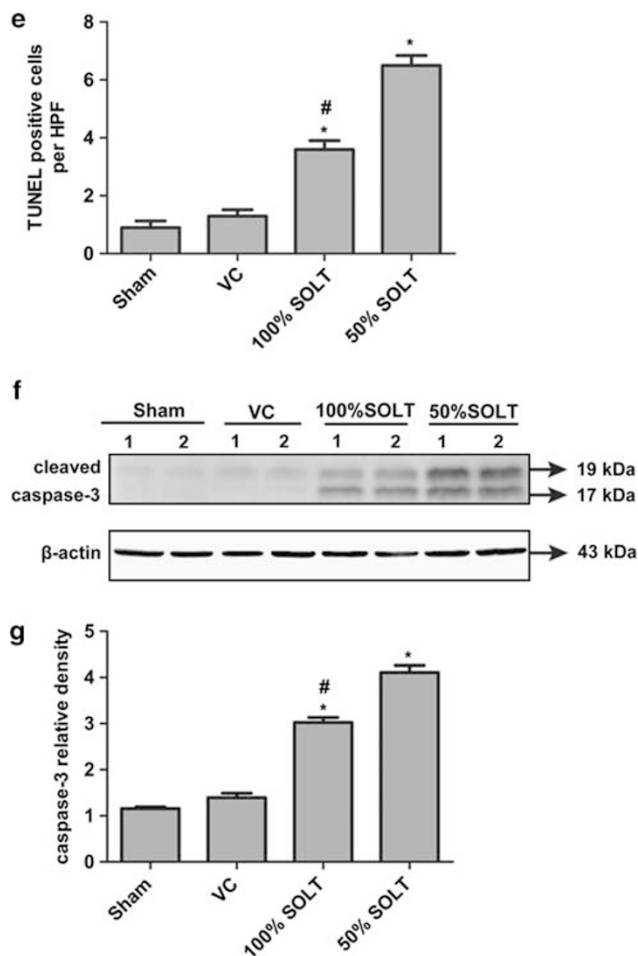 e
TUNEL positive cells
per HPF
8
6
4
2
0
*
#
*
Sham
VC
100% SOLT
50% SOLT
f
Sham VC 100%SOLT 50%SOLT
1 2 1 2 1 2 1 2
cleaved 19 kDa
caspase-3 17 kDa
β-actin 43 kDa
g
caspase-3 relative density
5
4
3
2
1
0
*
#
*
Sham
VC
100% SOLT
50% SOLT